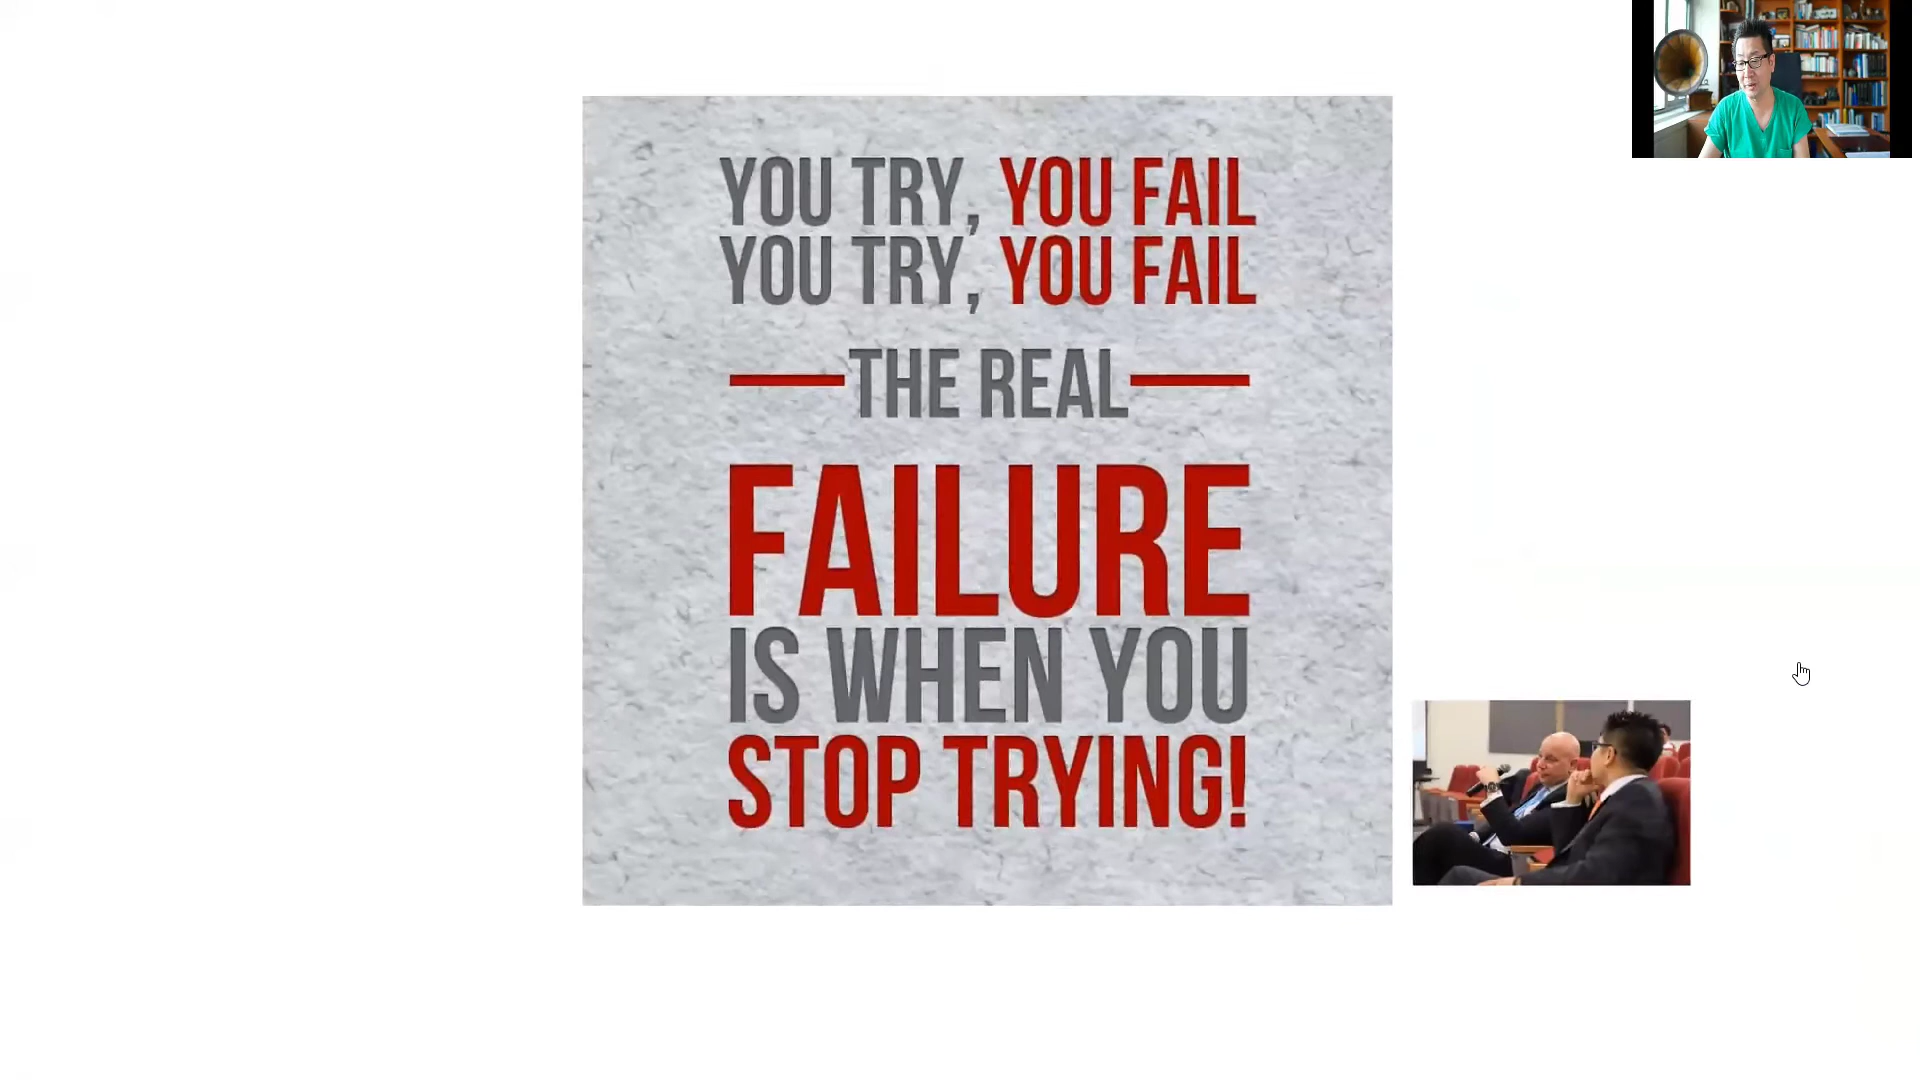 YOU TRY, YOU FAIL
YOU TRY, YOU FAIL
THE REAL
FAILURE
IS WHEN YOU
STOP TRYING!